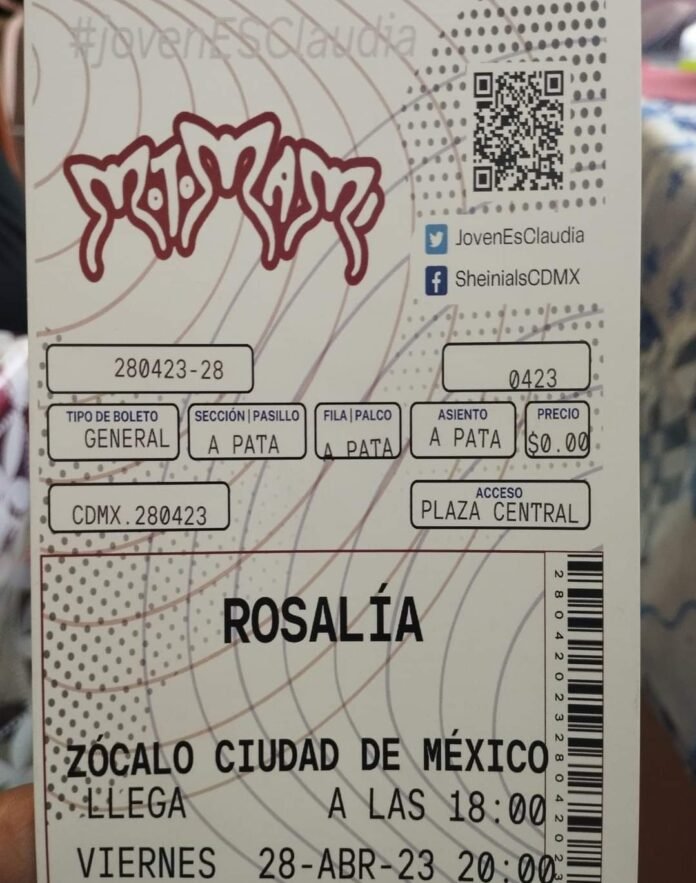 #jovenESClaudia
MOTOMAMI
JovenEsClaudia
SheinialsCDMX
280423-28
0423
TIPO DE BOLETO
GENERAL
SECCIÓN|PASILLO
A PATA
FILA|PALCO
A PATA
ASIENTO
A PATA
PRECIO
$0.00
CDMX.280423
ACCESO
PLAZA CENTRAL
ROSALÍA
ZÓCALO CIUDAD DE MÉXICO
LLEGA A LAS 18:00
VIERNES 28-ABR-23 20:00
2804202328042023